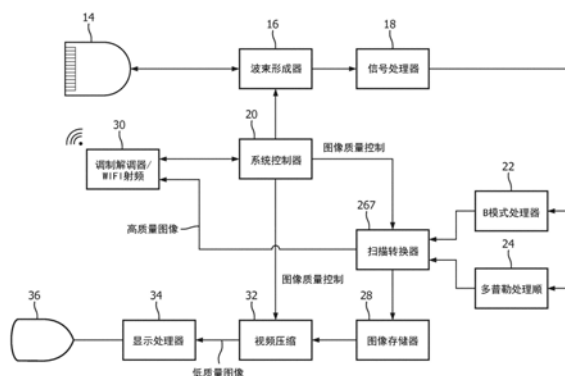 14
16
18
波束形成器
信号处理器
30
20
图像质量控制
调制解调器/
WIFI射频
系统控制器
22
B模式处理器
267
高质量图像
扫描转换器
24
多普勒处理顺
图像质量控制
36
34
32
28
显示处理器
视频压缩
图像存储器
低质量图像